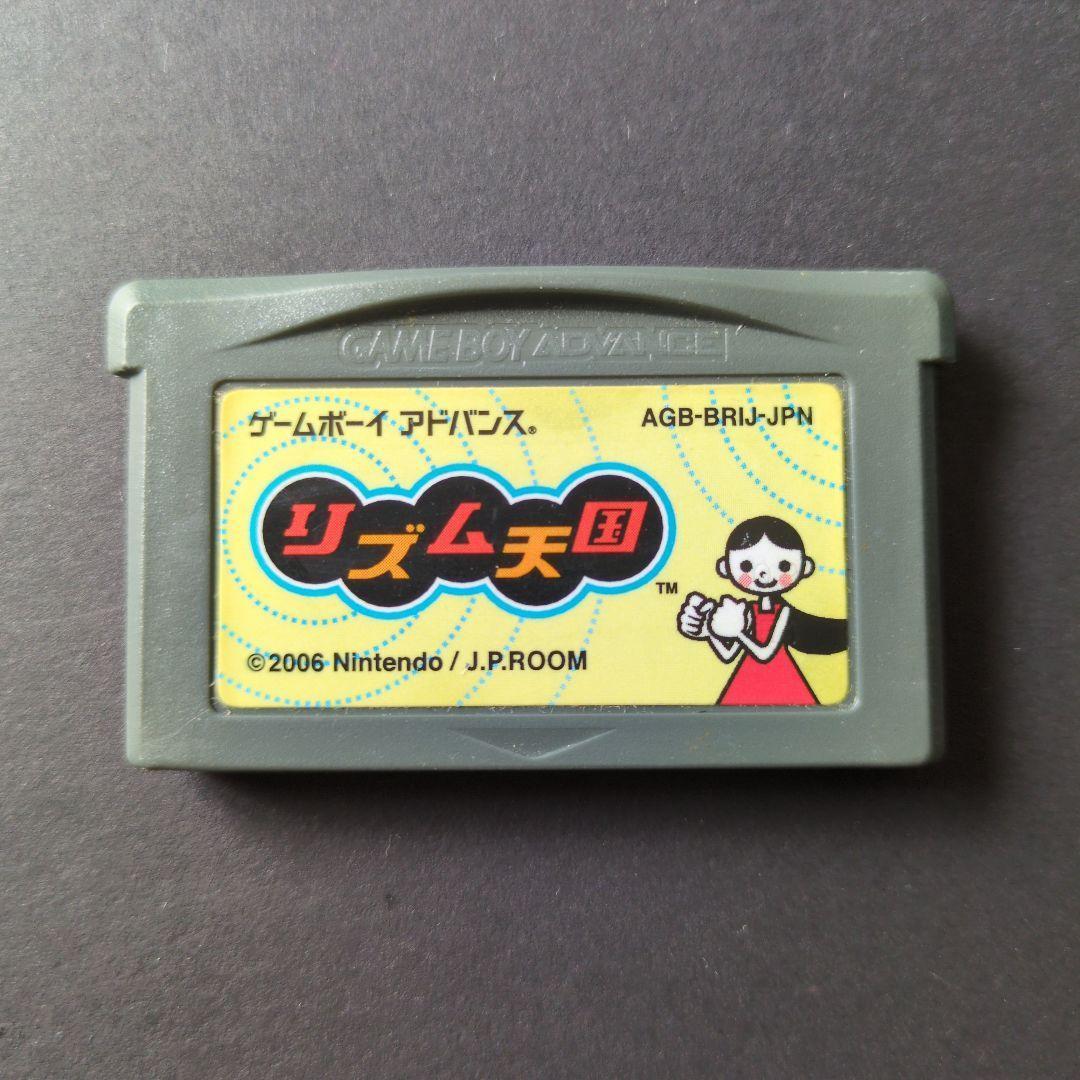 GAME BOY ADVANCE
ゲームボーイ アドバンス®
AGB-BRIJ-JPN
リズム天国
TM
©2006 Nintendo / J.P.ROOM